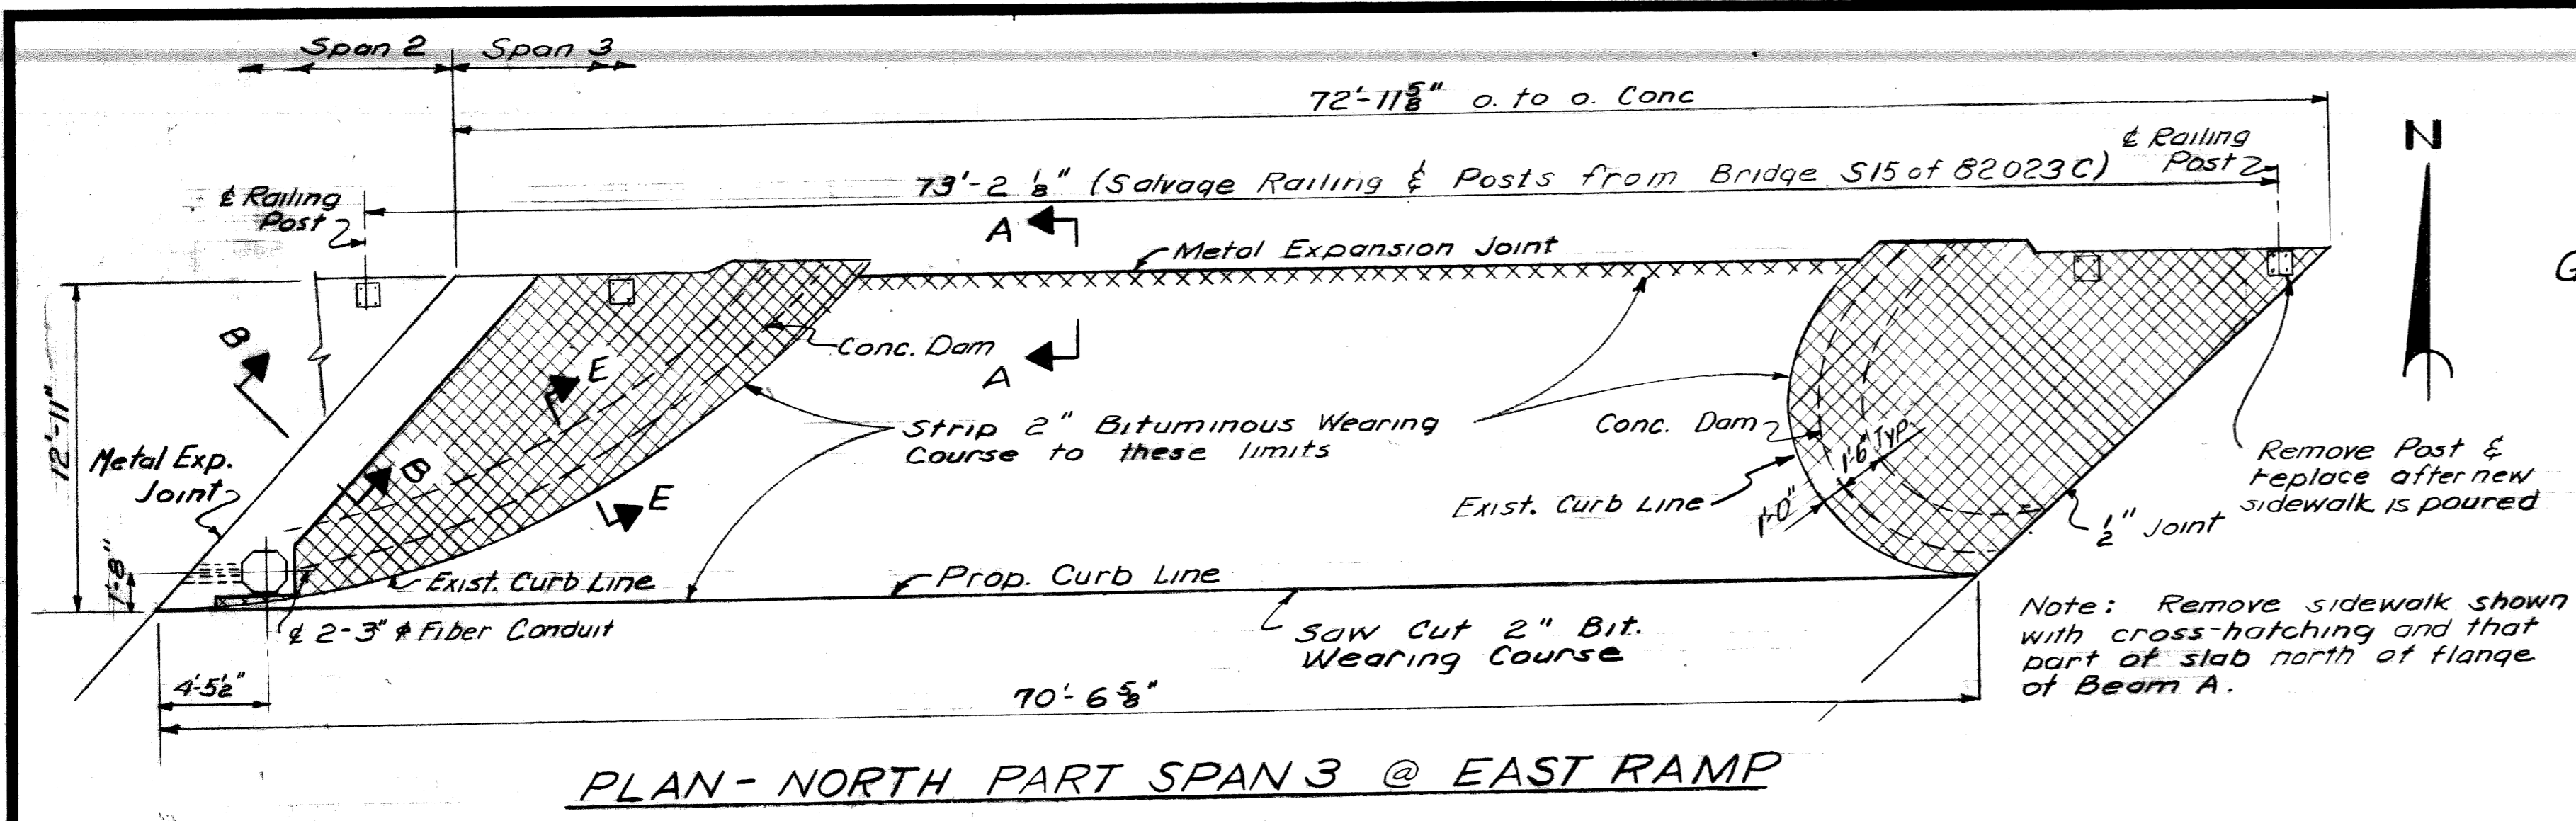 Span 2 Span 3
72'-11 5/8" o. to o. Conc
N
℄ Railing
Post
73'-2 1/8" (Salvage Railing & Posts from Bridge S15 of 82023C)
℄ Railing
Post
A
Metal Expansion Joint
G
B
E
Conc. Dam
A
12'-11"
Strip 2" Bituminous Wearing
Course to these limits
Conc. Dam
1'-6" Typ.
Remove Post &
replace after new
sidewalk is poured
Metal Exp.
Joint
B
E
Exist. Curb Line
1'-0"
1/2" Joint
1'-8"
Exist. Curb Line
Prop. Curb Line
℄ 2-3" φ Fiber Conduit
Saw Cut 2" Bit.
Wearing Course
Note: Remove sidewalk shown
with cross-hatching and that
part of slab north of flange
of Beam A.
4'-5½"
70'-6 5/8"
PLAN - NORTH PART SPAN 3 @ EAST RAMP